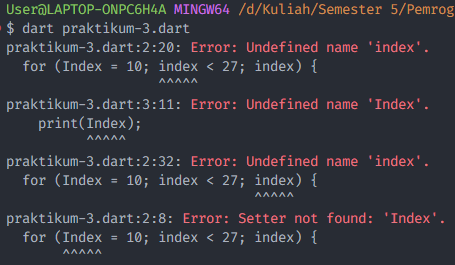 User@LAPTOP-ONPC6H4A MINGW64 /d/Kuliah/Semester 5/Pemrog
$ dart praktikum-3.dart
praktikum-3.dart:2:20: Error: Undefined name 'index'.
  for (Index = 10; index < 27; index) {
                   ^^^^^
praktikum-3.dart:3:11: Error: Undefined name 'Index'.
    print(Index);
          ^^^^^
praktikum-3.dart:2:32: Error: Undefined name 'index'.
  for (Index = 10; index < 27; index) {
                               ^^^^^
praktikum-3.dart:2:8: Error: Setter not found: 'Index'.
  for (Index = 10; index < 27; index) {
       ^^^^^